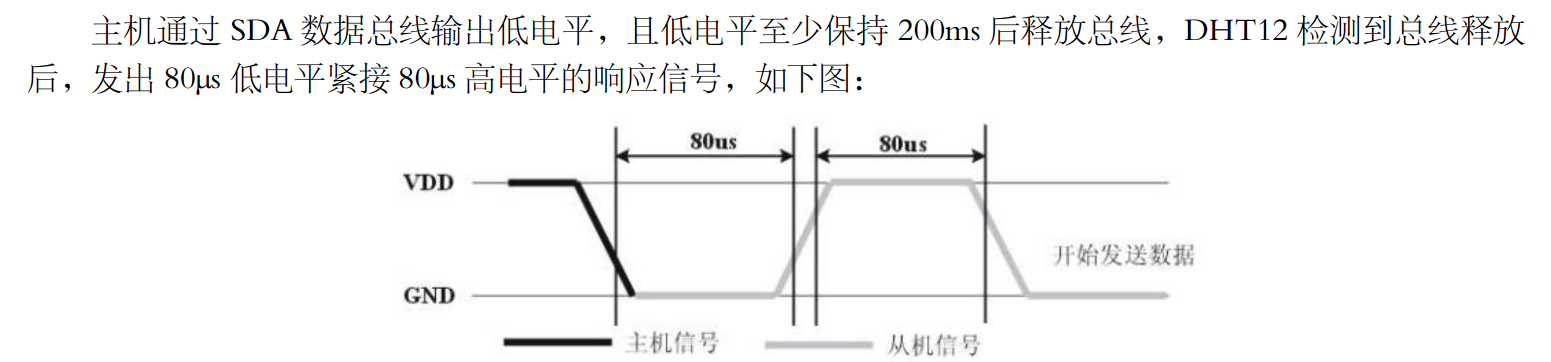 主机通过 SDA 数据总线输出低电平，且低电平至少保持 200ms 后释放总线，DHT12 检测到总线释放
后，发出 80μs 低电平紧接 80μs 高电平的响应信号，如下图：
80us 80us
VDD
开始发送数据
GND
主机信号 从机信号